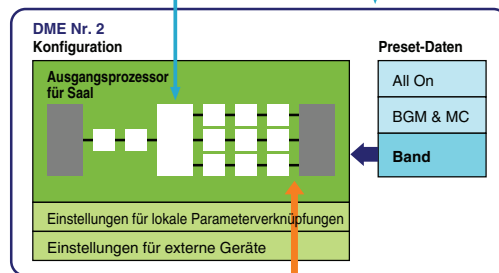 DME Nr. 2
Konfiguration
Ausgangsprozessor
für Saal
Einstellungen für lokale Parameterverknüpfungen
Einstellungen für externe Geräte
Preset-Daten
All On
BGM & MC
Band